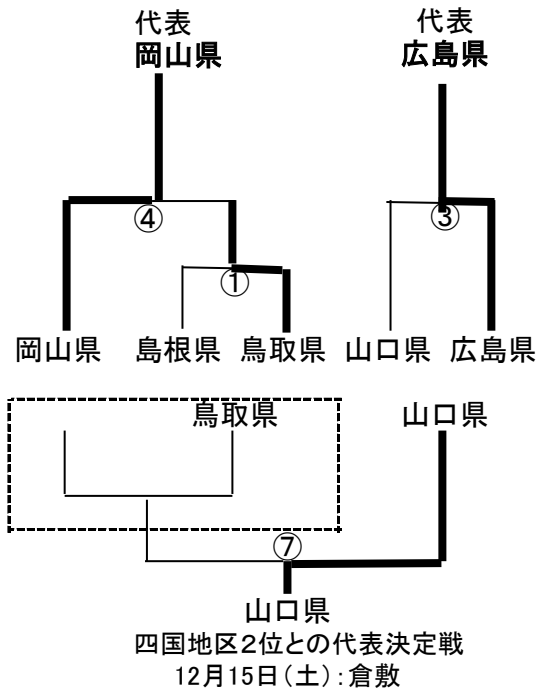 代表 代表
岡山県 広島県
④ ③
①
岡山県 島根県 鳥取県 山口県 広島県
鳥取県 山口県
⑦
山口県
四国地区2位との代表決定戦
12月15日(土):倉敷